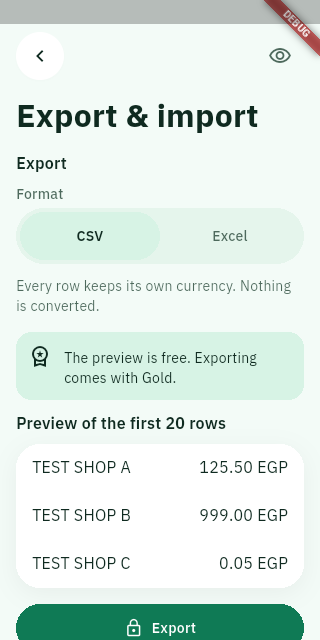 DEBUG
Export & import
Export
Format
CSV
Excel
Every row keeps its own currency. Nothing
is converted.
The preview is free. Exporting
comes with Gold.
Preview of the first 20 rows
TEST SHOP A 125.50 EGP
TEST SHOP B 999.00 EGP
TEST SHOP C 0.05 EGP
Export